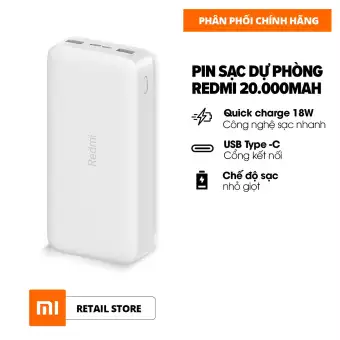 PHÂN PHỐI CHÍNH HÃNG
PIN SẠC DỰ PHÒNG
REDMI 20.000MAH
Quick charge 18W
Công nghệ sạc nhanh
USB Type -C
Cổng kết nối
Chế độ sạc
nhỏ giọt
Redmi
mi
RETAIL STORE